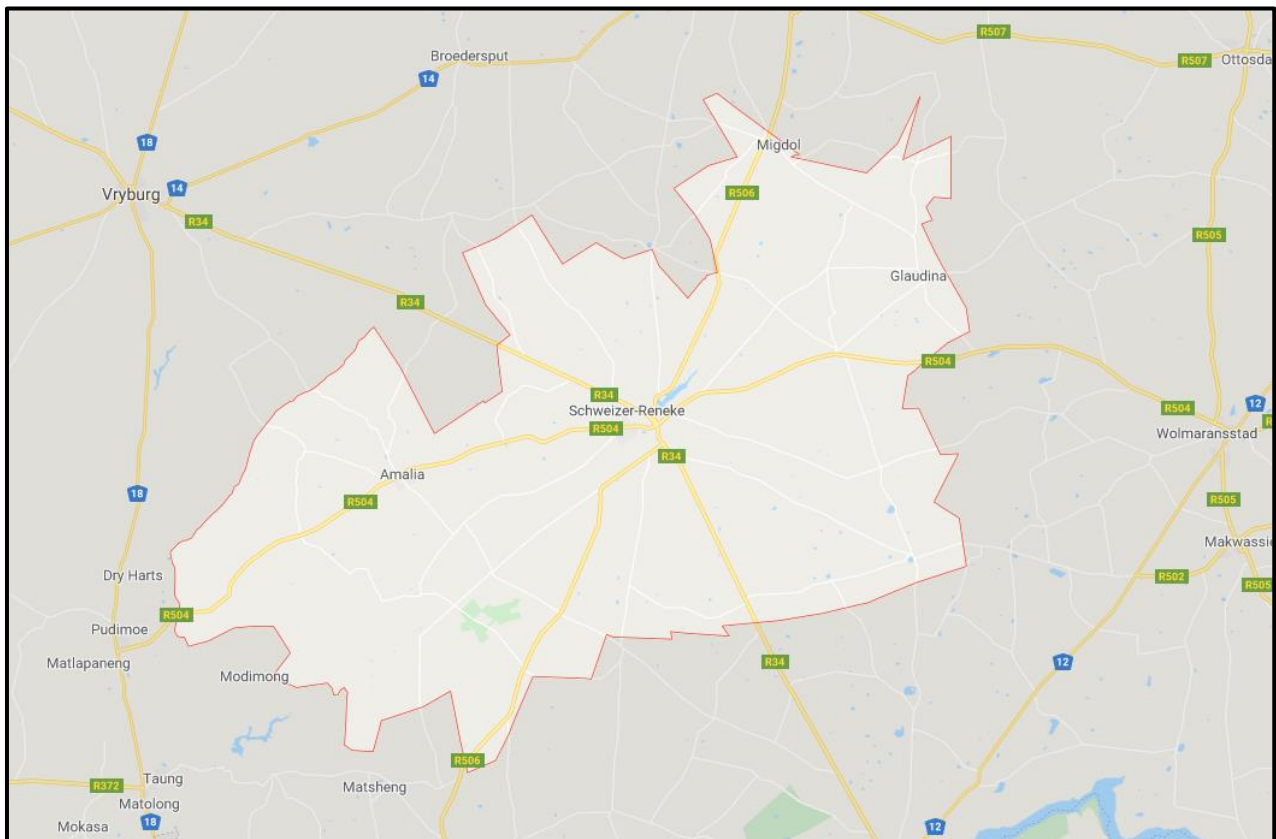 R507
Broedersput
R507
Ottosda
14
18
Migdol
Vryburg
14
R506
R34
R505
Glaudina
R34
R504
R34
12
R504
Schweizer-Reneke
R504
Wolmaransstad
R34
Amalia
18
R504
R505
Makwassie
Dry Harts
R502
R505
R504
Pudimoe
Matlapaneng
R34
12
Modimong
R506
Taung
R372
Matsheng
Matolong
18
Mokasa
12